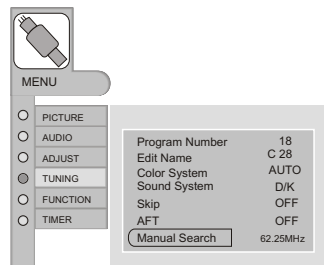 MENU
PICTURE
AUDIO
ADJUST
TUNING
FUNCTION
TIMER
Program Number 18
Edit Name C 28
Color System AUTO
Sound System D/K
Skip OFF
AFT OFF
Manual Search 62.25MHz